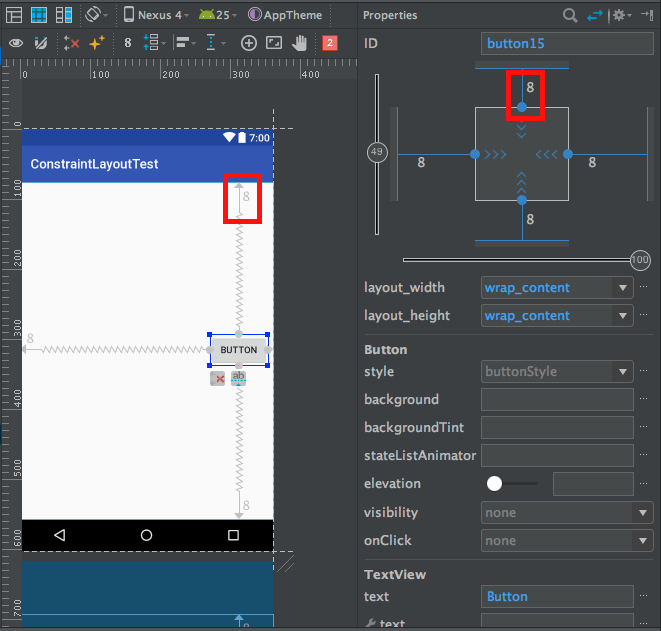 Nexus 4 25 AppTheme
8 2
0 100 200 300 400
0
100
200
300
400
500
600
700
7:00
ConstraintLayoutTest
8
8
BUTTON
ab
8
Properties
ID button15
8
49
8 8
8
100
layout_width wrap_content
layout_height wrap_content
Button
style buttonStyle
background
backgroundTint
stateListAnimator
elevation
visibility none
onClick none
TextView
text Button
text